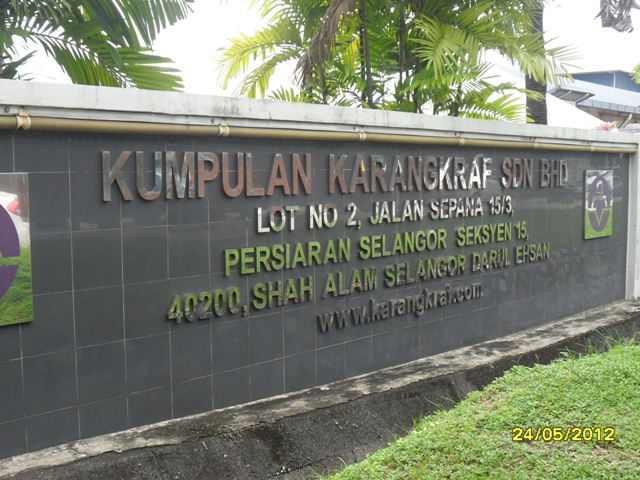 KUMPULAN KARANGKRAF SDN BHD
LOT NO 2, JALAN SEPANA 15/3,
PERSIARAN SELANGOR SEKSYEN 15,
40200, SHAH ALAM SELANGOR DARUL EHSAN
www.karangkraf.com
24/05/2012